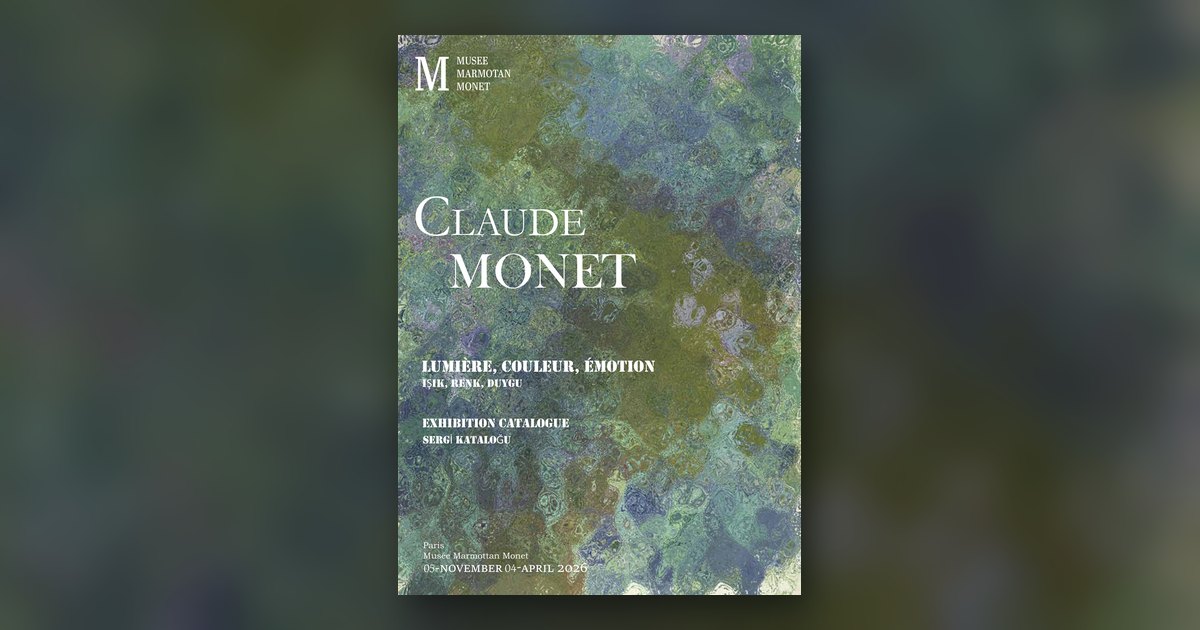 M
MUSEE
MARMOTAN
MONET
CLAUDE
MONET
LUMIÈRE, COULEUR, ÉMOTION
IŞIK, RENK, DUYGU
EXHIBITION CATALOGUE
SERGİ KATALOĞU
Paris
Musée Marmottan Monet
05-NOVEMBER 04-APRIL 2026